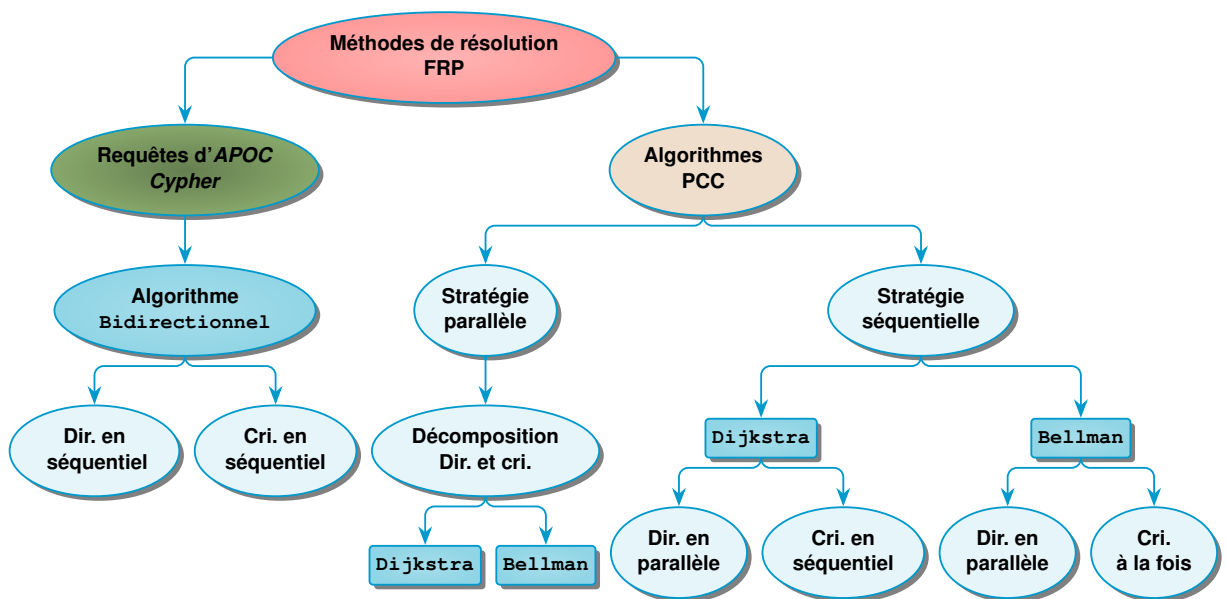 Méthodes de résolution
FRP
Requêtes d'APOC
Cypher
Algorithmes
PCC
Algorithme
Bidirectionnel
Stratégie
parallèle
Stratégie
séquentielle
Dir. en
séquentiel
Cri. en
séquentiel
Décomposition
Dir. et cri.
Dijkstra
Bellman
Dijkstra
Bellman
Dir. en
parallèle
Cri. en
séquentiel
Dir. en
parallèle
Cri.
à la fois